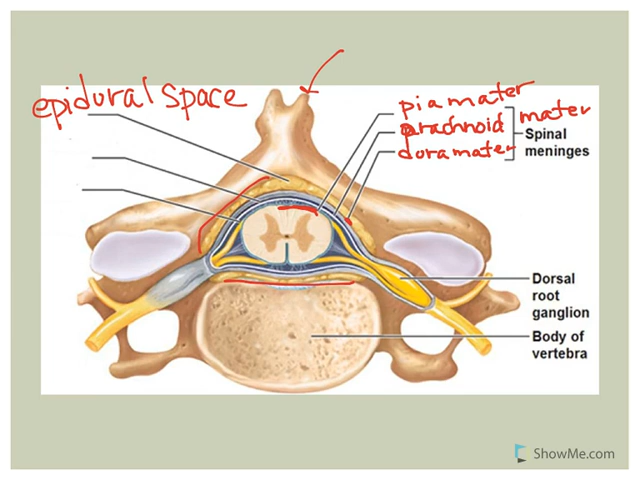 epidural space
pia mater
arachnoid mater
dura mater
Spinal
meninges
Dorsal
root
ganglion
Body of
vertebra
ShowMe.com